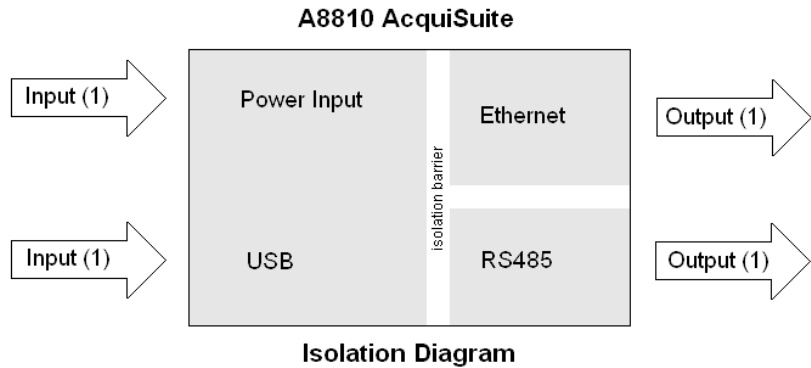 A8810 AcquiSuite
Input (1)
Power Input
Ethernet
Output (1)
isolation barrier
Input (1)
USB
RS485
Output (1)
Isolation Diagram